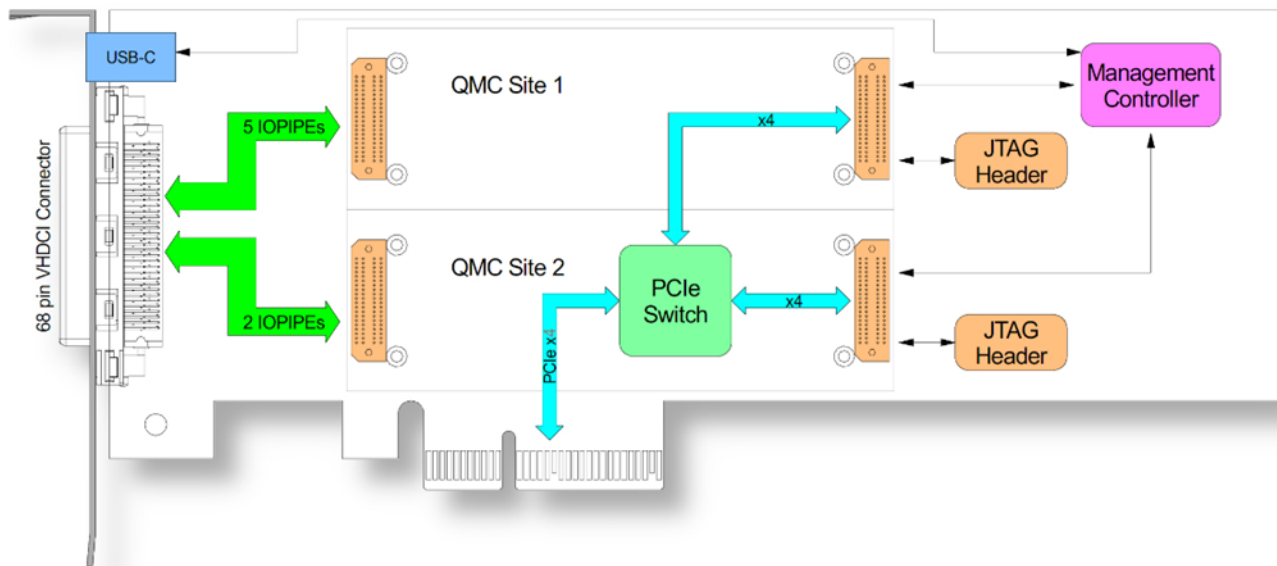 USB-C
QMC Site 1
Management
Controller
5 IOPIPEs
x4
JTAG
Header
68 pin VHDCI Connector
QMC Site 2
PCIe
Switch
x4
2 IOPIPEs
PCIe x4
JTAG
Header